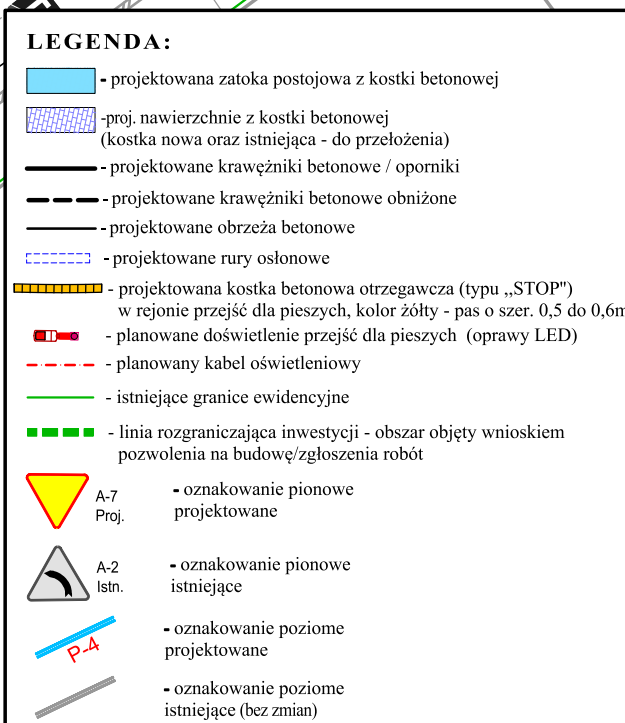 LEGENDA:
- projektowana zatoka postojowa z kostki betonowej
-proj. nawierzchnie z kostki betonowej
(kostka nowa oraz istniejąca - do przełożenia)
- projektowane krawężniki betonowe / oporniki
- projektowane krawężniki betonowe obniżone
- projektowane obrzeża betonowe
- projektowane rury osłonowe
- projektowana kostka betonowa otrzegawcza (typu ,,STOP")
w rejonie przejść dla pieszych, kolor żółty - pas o szer. 0,5 do 0,6m
- planowane doświetlenie przejść dla pieszych (oprawy LED)
- planowany kabel oświetleniowy
- istniejące granice ewidencyjne
- linia rozgraniczająca inwestycji - obszar objęty wnioskiem
pozwolenia na budowę/zgłoszenia robót
A-7
Proj.
- oznakowanie pionowe
projektowane
A-2
Istn.
- oznakowanie pionowe
istniejące
P-4
- oznakowanie poziome
projektowane
- oznakowanie poziome
istniejące (bez zmian)